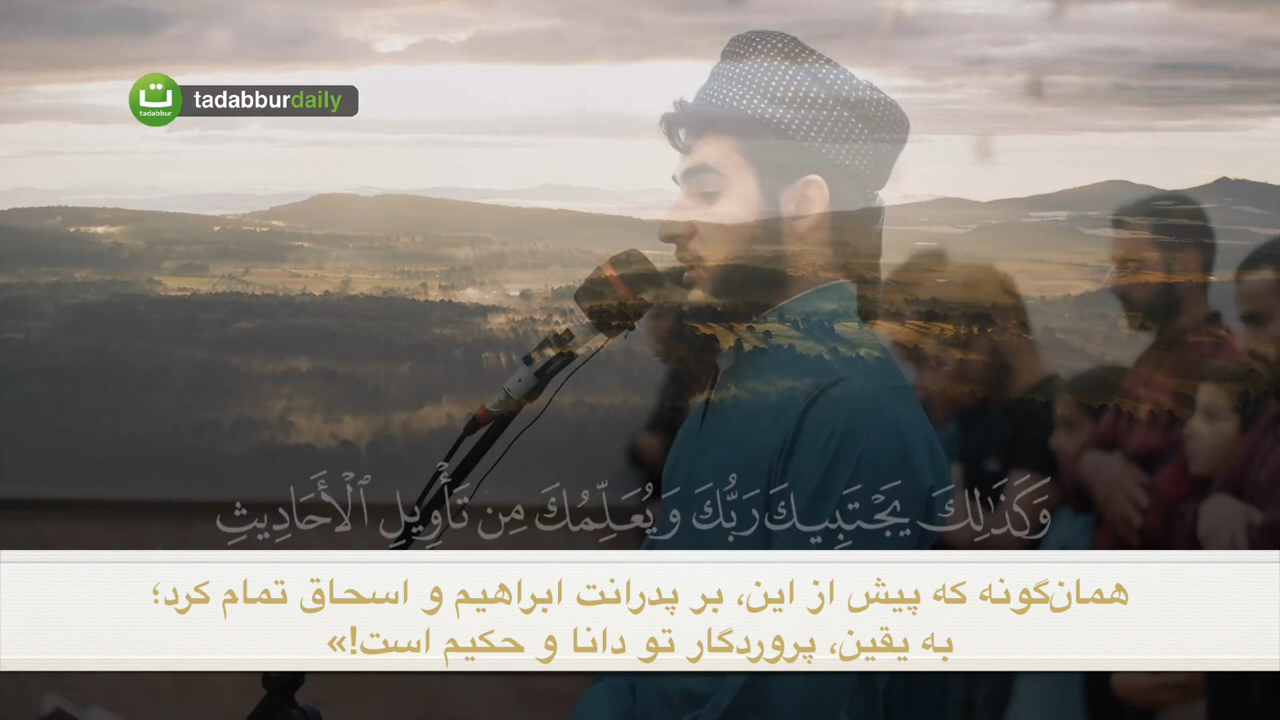 ت
tadabbur
tadabburdaily
وَكَذَٰلِكَ يَجْتَبِيكَ رَبُّكَ وَيُعَلِّمُكَ مِن تَأْوِيلِ ٱلْأَحَادِيثِ
همان‌گونه که پیش از این، بر پدرانت ابراهیم و اسحاق تمام کرد؛
به یقین، پروردگار تو دانا و حکیم است!»